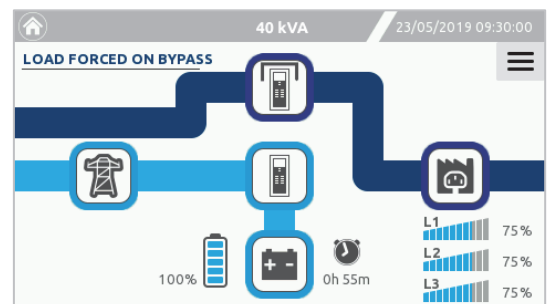 40 kVA
23/05/2019 09:30:00
LOAD FORCED ON BYPASS
L1
75%
L2
75%
100%
0h 55m
L3
75%